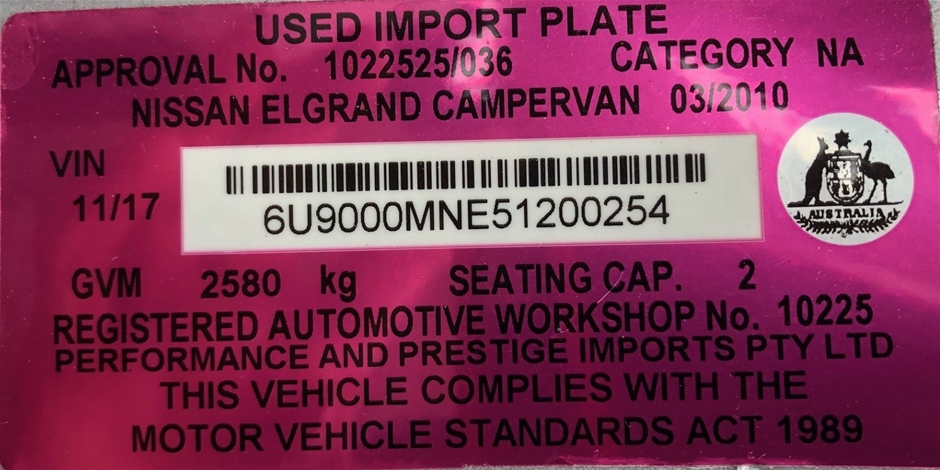 USED IMPORT PLATE
APPROVAL No. 1022525/036 CATEGORY NA
NISSAN ELGRAND CAMPERVAN 03/2010
VIN
11/17
6U9000MNE51200254
AUSTRALIA
GVM 2580 kg SEATING CAP. 2
REGISTERED AUTOMOTIVE WORKSHOP No. 10225
PERFORMANCE AND PRESTIGE IMPORTS PTY LTD
THIS VEHICLE COMPLIES WITH THE
MOTOR VEHICLE STANDARDS ACT 1989